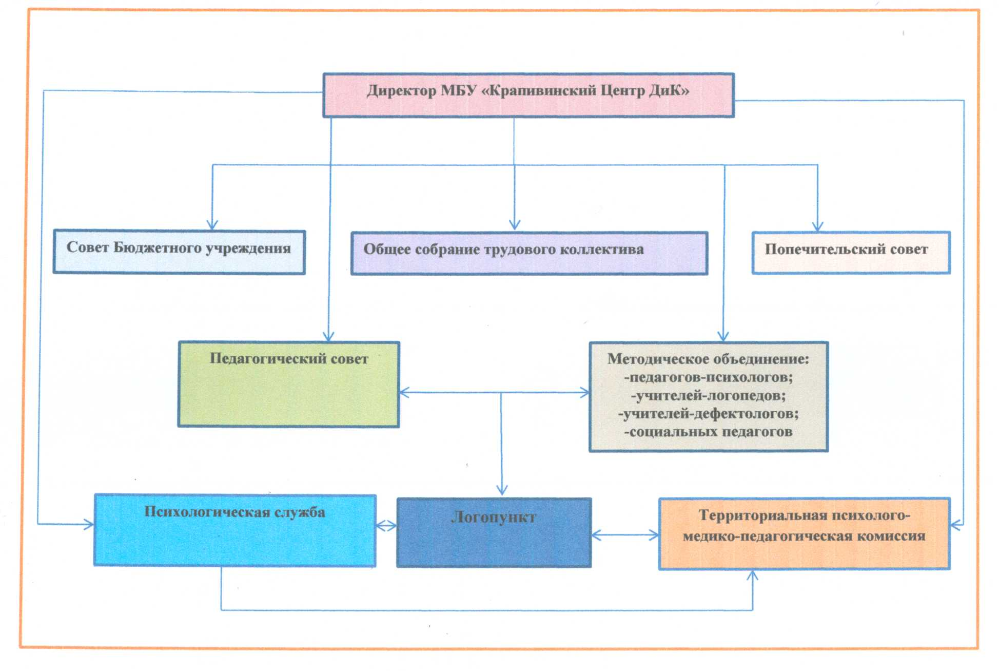 Директор МБУ «Крапивинский Центр ДиК»
Совет Бюджетного учреждения
Общее собрание трудового коллектива
Попечительский совет
Педагогический совет
Методическое объединение:
-педагогов-психологов;
-учителей-логопедов;
-учителей-дефектологов;
-социальных педагогов
Психологическая служба
Логопункт
Территориальная психолого-
медико-педагогическая комиссия